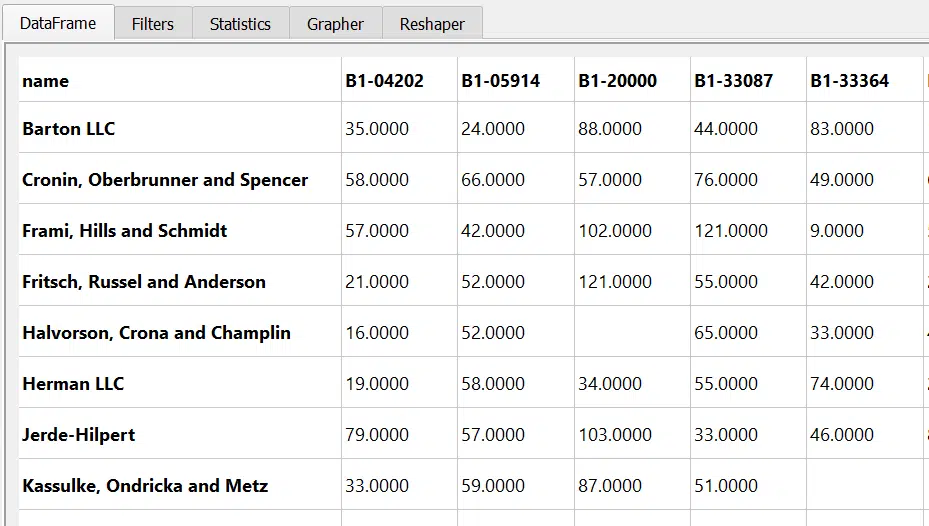 DataFrame Filters Statistics Grapher Reshaper
name B1-04202 B1-05914 B1-20000 B1-33087 B1-33364
Barton LLC 35.0000 24.0000 88.0000 44.0000 83.0000
Cronin, Oberbrunner and Spencer 58.0000 66.0000 57.0000 76.0000 49.0000
Frami, Hills and Schmidt 57.0000 42.0000 102.0000 121.0000 9.0000
Fritsch, Russel and Anderson 21.0000 52.0000 121.0000 55.0000 42.0000
Halvorson, Crona and Champlin 16.0000 52.0000 65.0000 33.0000
Herman LLC 19.0000 58.0000 34.0000 55.0000 74.0000
Jerde-Hilpert 79.0000 57.0000 103.0000 33.0000 46.0000
Kassulke, Ondricka and Metz 33.0000 59.0000 87.0000 51.0000